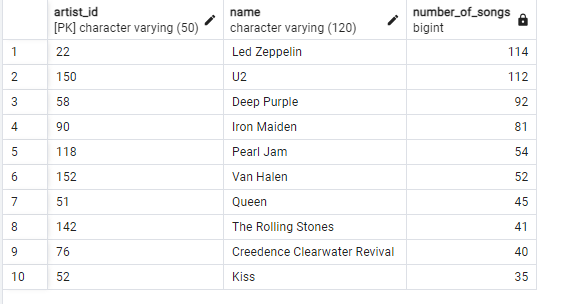 artist_id name number_of_songs
[PK] character varying (50) character varying (120) bigint
1 22 Led Zeppelin 114
2 150 U2 112
3 58 Deep Purple 92
4 90 Iron Maiden 81
5 118 Pearl Jam 54
6 152 Van Halen 52
7 51 Queen 45
8 142 The Rolling Stones 41
9 76 Creedence Clearwater Revival 40
10 52 Kiss 35